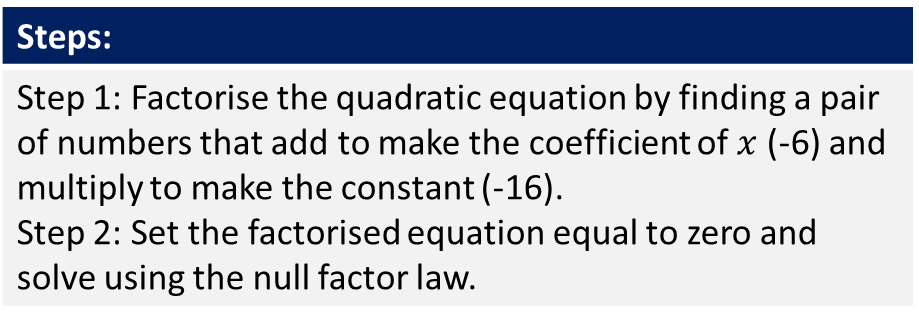 Steps:
Step 1: Factorise the quadratic equation by finding a pair
of numbers that add to make the coefficient of x (-6) and
multiply to make the constant (-16).
Step 2: Set the factorised equation equal to zero and
solve using the null factor law.